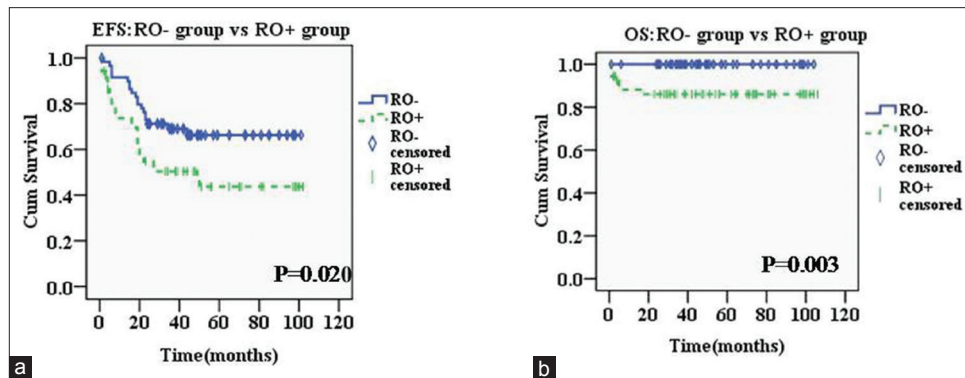 EFS:RO- group vs RO+ group
1.0
0.8
0.6
0.4
0.2
0.0
Cum Survival
0 20 40 60 80 100 120
Time(months)
P=0.020
RO-
RO+
RO-
censored
RO+
censored
a
OS:RO- group vs RO+ group
1.0
0.8
0.6
0.4
0.2
0.0
Cum Survival
0 20 40 60 80 100 120
Time(months)
P=0.003
RO-
RO+
RO-
censored
RO+
censored
b